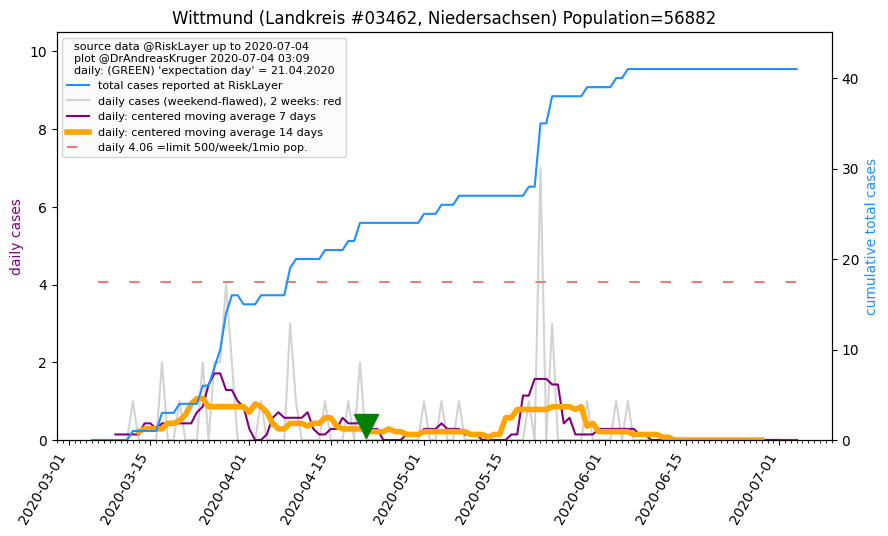 Wittmund (Landkreis #03462, Niedersachsen) Population=56882
source data @RiskLayer up to 2020-07-04
plot @DrAndreasKruger 2020-07-04 03:09
daily: (GREEN) 'expectation day' = 21.04.2020
total cases reported at RiskLayer
daily cases (weekend-flawed), 2 weeks: red
daily: centered moving average 7 days
daily: centered moving average 14 days
daily 4.06 =limit 500/week/1mio pop.
daily cases
10
8
6
4
2
0
cumulative total cases
40
30
20
10
0
2020-03-01
2020-03-15
2020-04-01
2020-04-15
2020-05-01
2020-05-15
2020-06-01
2020-06-15
2020-07-01